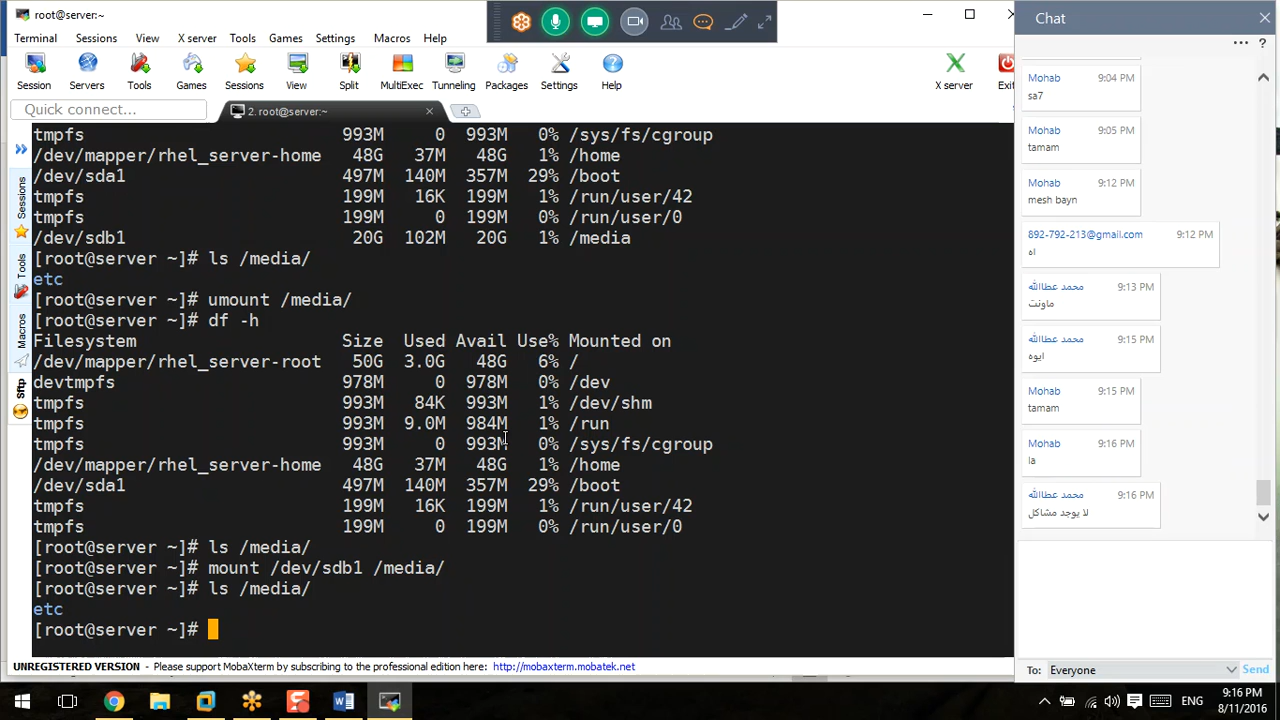 2. root@server:~
Terminal Sessions View X server Tools Games Settings Macros Help
Session Servers Tools Games Sessions View Split MultiExec Tunneling Packages Settings Help X server Exit
Quick connect...
2. root@server:~
Sessions
Tools
Macros
Sftp
tmpfs 993M 0 993M 0% /sys/fs/cgroup
/dev/mapper/rhel_server-home 48G 37M 48G 1% /home
/dev/sda1 497M 140M 357M 29% /boot
tmpfs 199M 16K 199M 1% /run/user/42
tmpfs 199M 0 199M 0% /run/user/0
/dev/sdb1 20G 102M 20G 1% /media
[root@server ~]# ls /media/
etc
[root@server ~]# umount /media/
[root@server ~]# df -h
Filesystem Size Used Avail Use% Mounted on
/dev/mapper/rhel_server-root 50G 3.0G 48G 6% /
devtmpfs 978M 0 978M 0% /dev
tmpfs 993M 84K 993M 1% /dev/shm
tmpfs 993M 9.0M 984M 1% /run
tmpfs 993M 0 993M 0% /sys/fs/cgroup
/dev/mapper/rhel_server-home 48G 37M 48G 1% /home
/dev/sda1 497M 140M 357M 29% /boot
tmpfs 199M 16K 199M 1% /run/user/42
tmpfs 199M 0 199M 0% /run/user/0
[root@server ~]# ls /media/
[root@server ~]# mount /dev/sdb1 /media/
[root@server ~]# ls /media/
etc
[root@server ~]#
UNREGISTERED VERSION - Please support MobaXterm by subscribing to the professional edition here: http://mobaxterm.mobatek.net
Chat
Mohab 9:04 PM
sa7
Mohab 9:05 PM
tamam
Mohab 9:12 PM
mesh bayn
892-792-213@gmail.com 9:12 PM
اه
محمد عطاالله 9:13 PM
ماونت
محمد عطاالله 9:15 PM
ايوه
Mohab 9:15 PM
tamam
Mohab 9:16 PM
la
محمد عطاالله 9:16 PM
لا يوجد مشاكل
To: Everyone Send
ENG 9:16 PM
8/11/2016